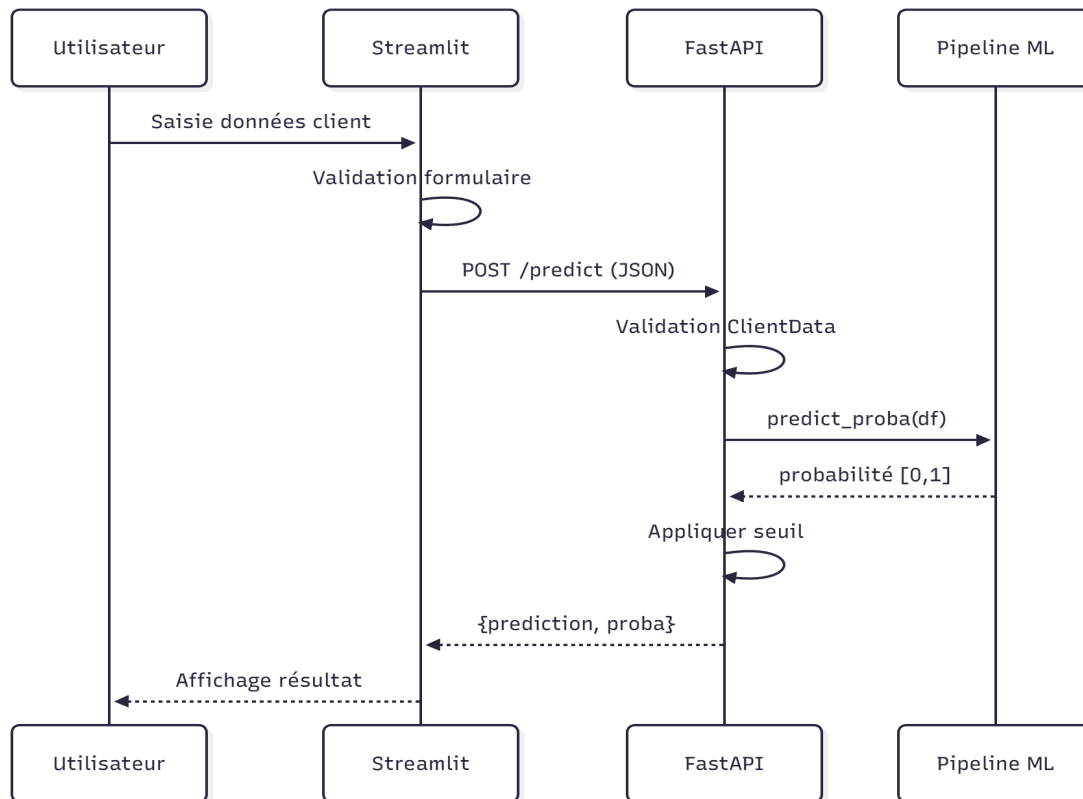 Utilisateur
Streamlit
FastAPI
Pipeline ML
Saisie données client
Validation formulaire
POST /predict (JSON)
Validation ClientData
predict_proba(df)
probabilité [0,1]
Appliquer seuil
{prediction, proba}
Affichage résultat
Utilisateur
Streamlit
FastAPI
Pipeline ML